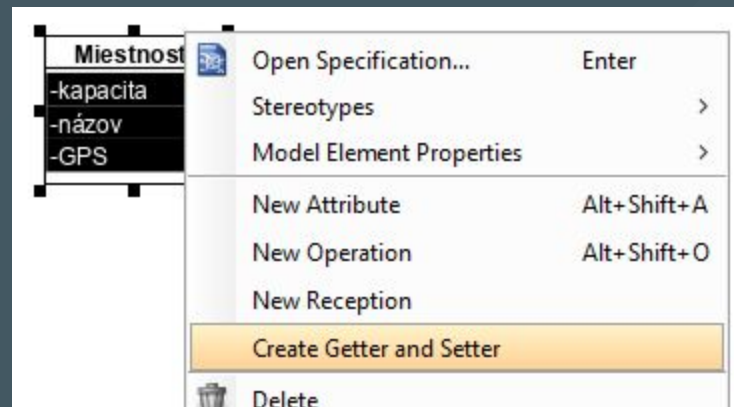 Miestnost
-kapacita
-názov
-GPS
Open Specification... Enter
Stereotypes >
Model Element Properties >
New Attribute Alt+Shift+A
New Operation Alt+Shift+O
New Reception
Create Getter and Setter
Delete